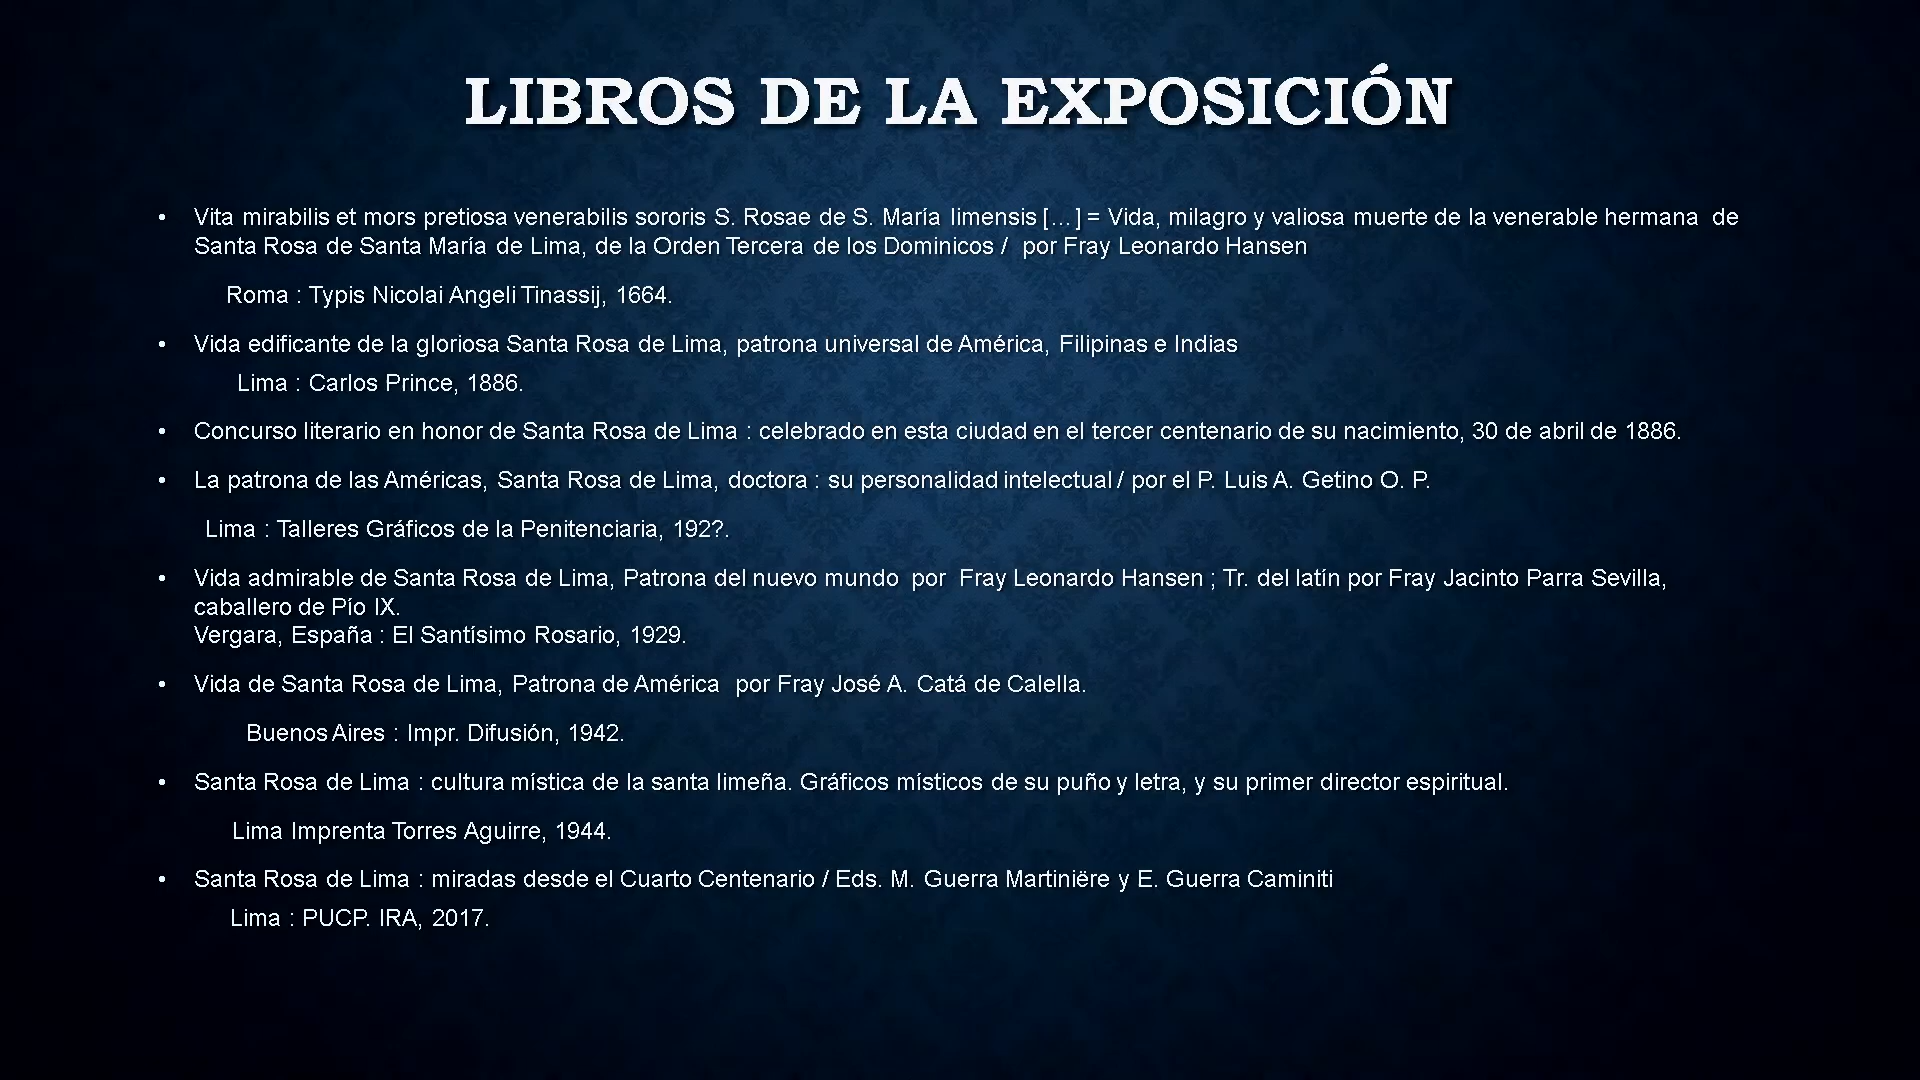 LIBROS DE LA EXPOSICIÓN
• Vita mirabilis et mors pretiosa venerabilis sororis S. Rosae de S. María limensis […] = Vida, milagro y valiosa muerte de la venerable hermana de
Santa Rosa de Santa María de Lima, de la Orden Tercera de los Dominicos / por Fray Leonardo Hansen
Roma : Typis Nicolai Angeli Tinassij, 1664.
• Vida edificante de la gloriosa Santa Rosa de Lima, patrona universal de América, Filipinas e Indias
Lima : Carlos Prince, 1886.
• Concurso literario en honor de Santa Rosa de Lima : celebrado en esta ciudad en el tercer centenario de su nacimiento, 30 de abril de 1886.
• La patrona de las Américas, Santa Rosa de Lima, doctora : su personalidad intelectual / por el P. Luis A. Getino O. P.
Lima : Talleres Gráficos de la Penitenciaria, 192?.
• Vida admirable de Santa Rosa de Lima, Patrona del nuevo mundo por Fray Leonardo Hansen ; Tr. del latín por Fray Jacinto Parra Sevilla,
caballero de Pío IX.
Vergara, España : El Santísimo Rosario, 1929.
• Vida de Santa Rosa de Lima, Patrona de América por Fray José A. Catá de Calella.
Buenos Aires : Impr. Difusión, 1942.
• Santa Rosa de Lima : cultura mística de la santa limeña. Gráficos místicos de su puño y letra, y su primer director espiritual.
Lima Imprenta Torres Aguirre, 1944.
• Santa Rosa de Lima : miradas desde el Cuarto Centenario / Eds. M. Guerra Martiniëre y E. Guerra Caminiti
Lima : PUCP. IRA, 2017.